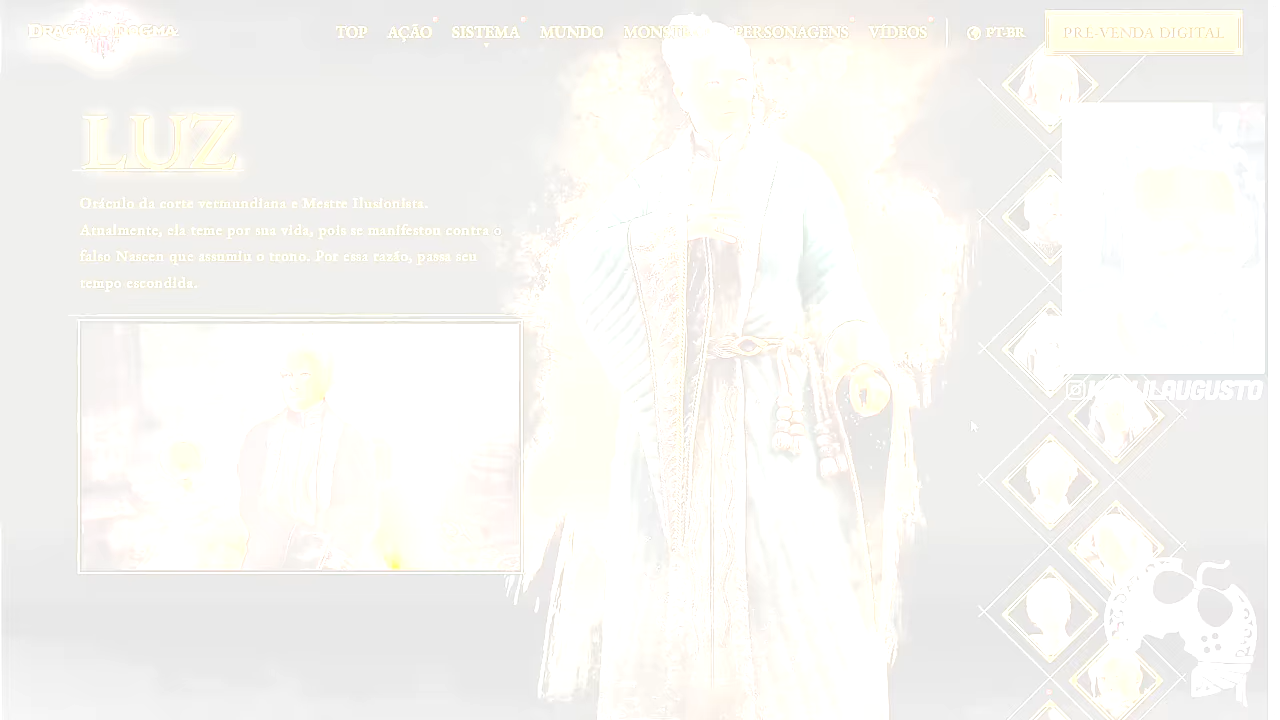 DRAGON'S DOGMA
TOP AÇÃO SISTEMA MUNDO PERSONAGENS VÍDEOS PT-BR PRÉ-VENDA DIGITAL
LUZ
Oráculo da corte vermundiana e Mestre Ilusionista.
Atualmente, ela teme por sua vida, pois se manifestou contra o
falso Nascen que assumiu o trono. Por essa razão, passa seu
tempo escondida.